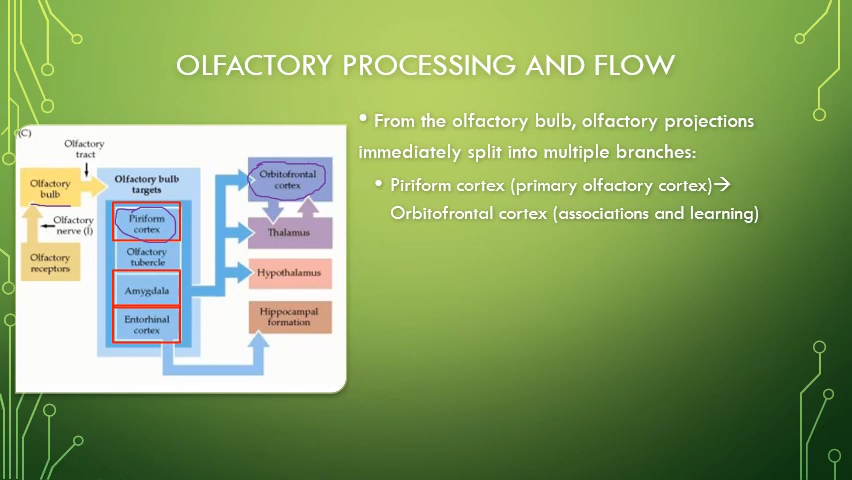 OLFACTORY PROCESSING AND FLOW
(C)
Olfactory
tract
Olfactory
bulb
Olfactory
nerve (I)
Olfactory
receptors
Olfactory bulb
targets
Piriform
cortex
Olfactory
tubercle
Amygdala
Entorhinal
cortex
Orbitofrontal
cortex
Thalamus
Hypothalamus
Hippocampal
formation
• From the olfactory bulb, olfactory projections
immediately split into multiple branches:
• Piriform cortex (primary olfactory cortex)→
Orbitofrontal cortex (associations and learning)